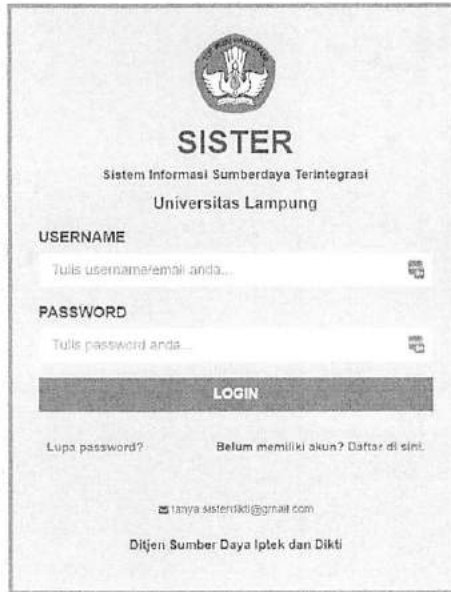 SISTER
Sistem Informasi Sumberdaya Terintegrasi
Universitas Lampung
USERNAME
Tulis username/email anda...
PASSWORD
Tulis password anda...
LOGIN
Lupa password? Belum memiliki akun? Daftar di sini.
tanya.sisterdikti@gmail.com
Ditjen Sumber Daya Iptek dan Dikti